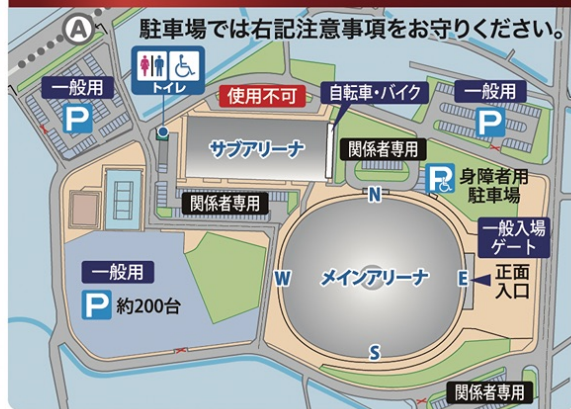 A
駐車場では右記注意事項をお守りください。
一般用
P
トイレ
使用不可
自転車・バイク
一般用
P
サブアリーナ
関係者専用
P
身障者用
駐車場
関係者専用
N
一般入場
ゲート
一般用
P 約200台
W
メインアリーナ
E
正面
入口
S
関係者専用